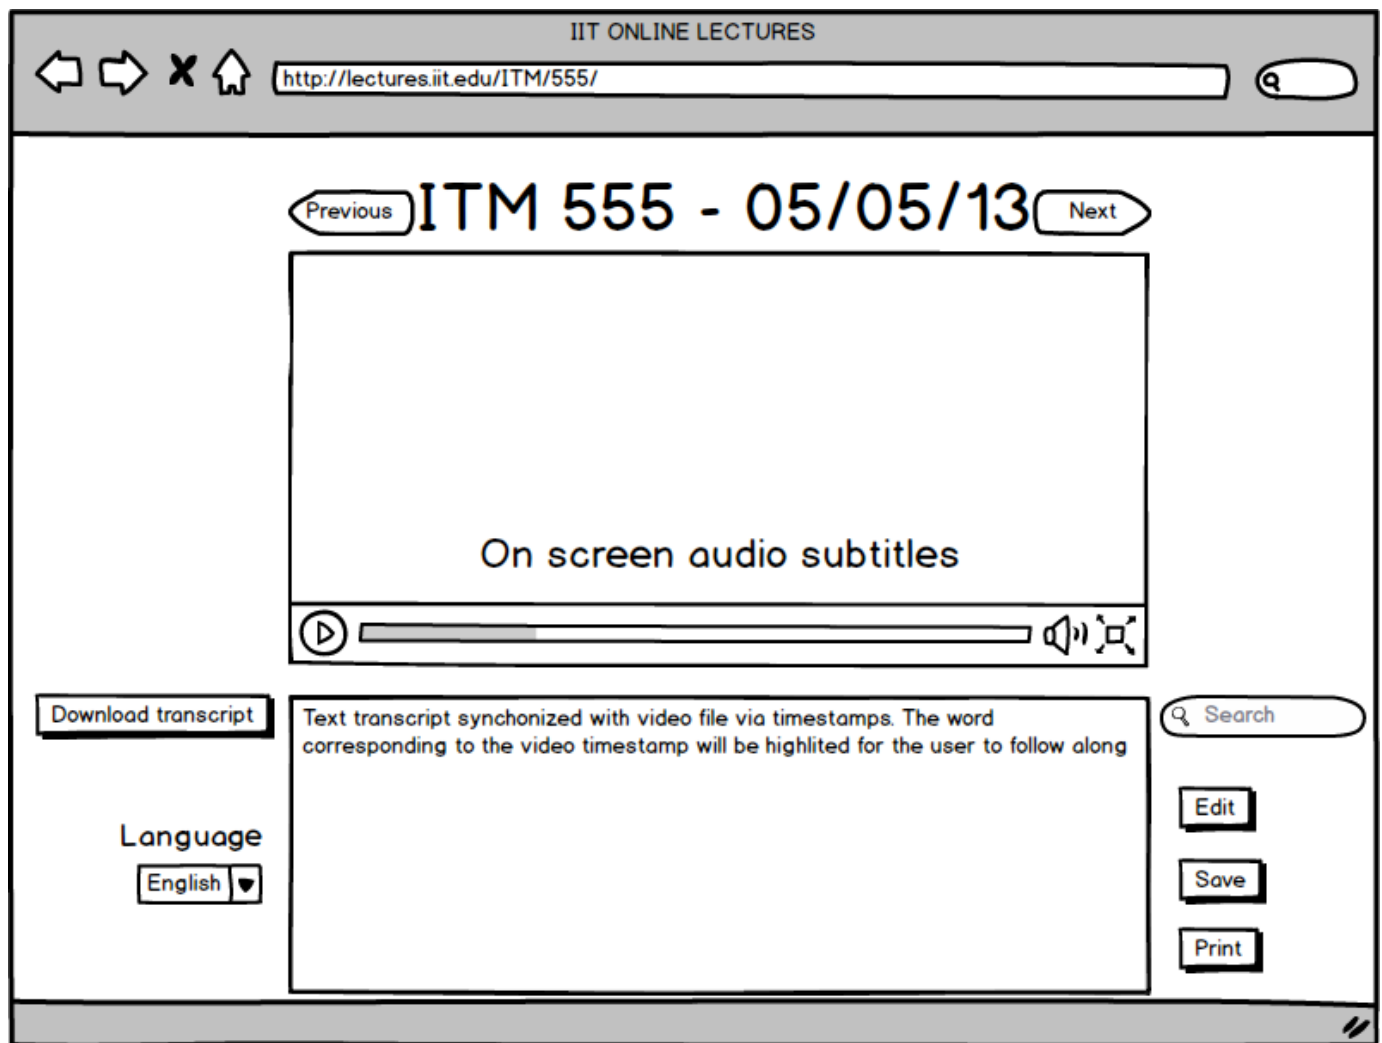 IIT ONLINE LECTURES
http://lectures.iit.edu/ITM/555/
Previous
ITM 555 - 05/05/13
Next
On screen audio subtitles
Download transcript
Text transcript synchonized with video file via timestamps. The word
corresponding to the video timestamp will be highlited for the user to follow along
Search
Edit
Language
English
Save
Print